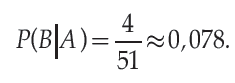 P(B|A) = 4/51 ≈ 0,078.